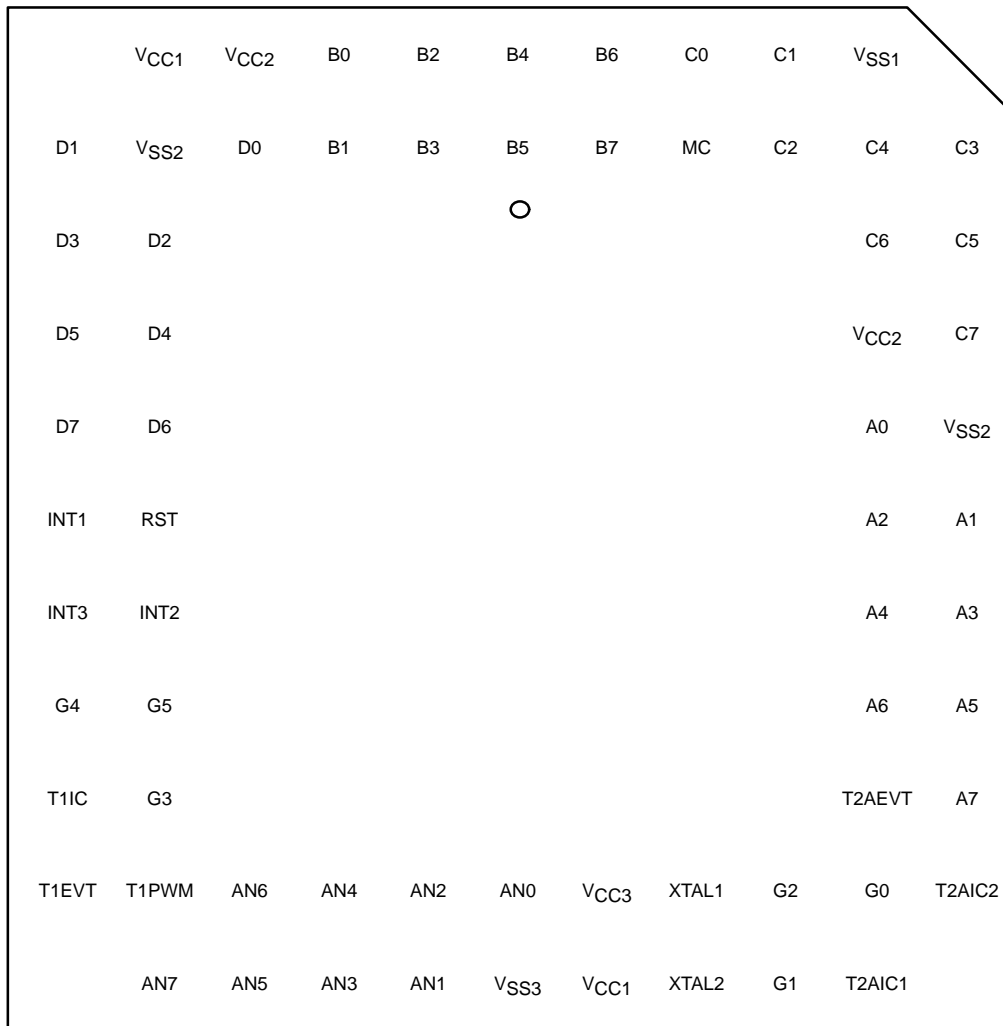 VCC1 VCC2 B0 B2 B4 B6 C0 C1 VSS1
D1 VSS2 D0 B1 B3 B5 B7 MC C2 C4 C3
D3 D2 C6 C5
D5 D4 VCC2 C7
D7 D6 A0 VSS2
INT1 RST A2 A1
INT3 INT2 A4 A3
G4 G5 A6 A5
T1IC G3 T2AEVT A7
T1EVT T1PWM AN6 AN4 AN2 AN0 VCC3 XTAL1 G2 G0 T2AIC2
AN7 AN5 AN3 AN1 VSS3 VCC1 XTAL2 G1 T2AIC1